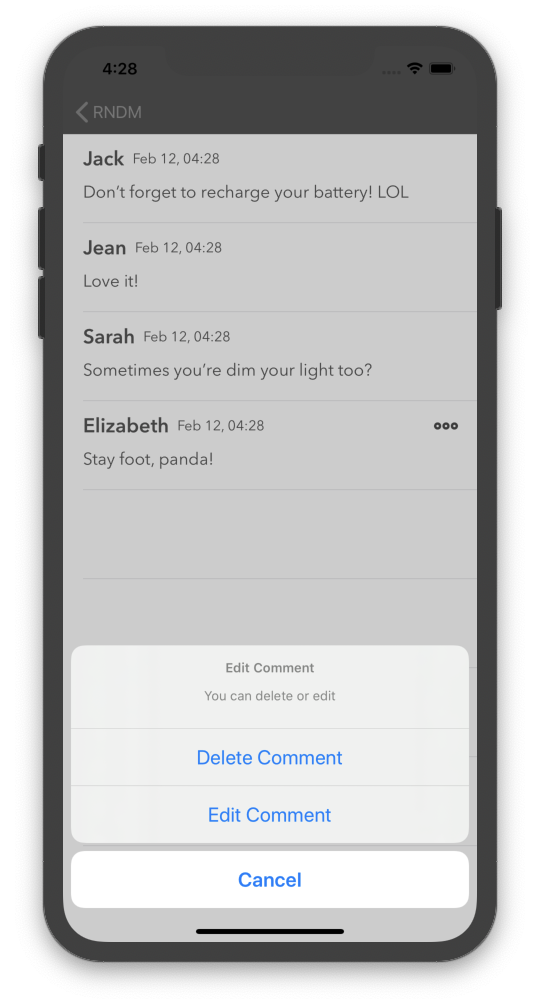 4:28
RNDM
Jack Feb 12, 04:28
Don’t forget to recharge your battery! LOL
Jean Feb 12, 04:28
Love it!
Sarah Feb 12, 04:28
Sometimes you’re dim your light too?
Elizabeth Feb 12, 04:28
Stay foot, panda!
Edit Comment
You can delete or edit
Delete Comment
Edit Comment
Cancel